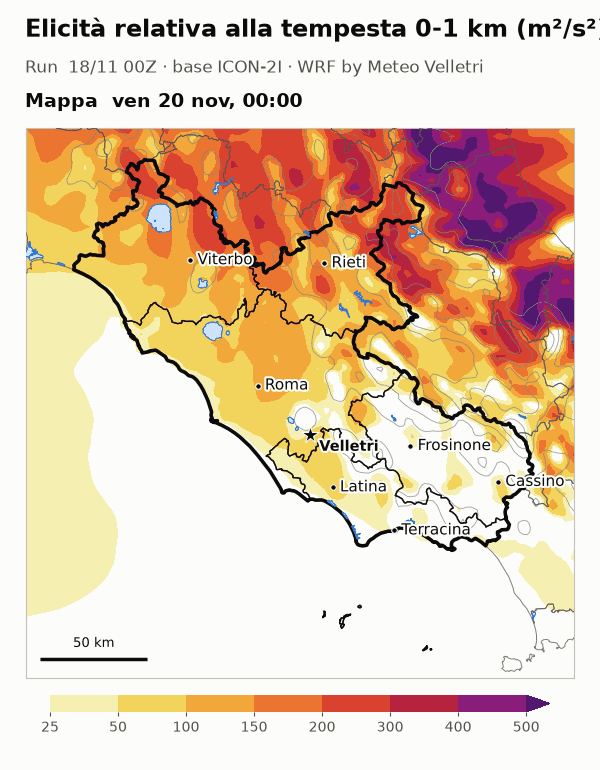 Elicità relativa alla tempesta 0-1 km (m²/s²)
Run 18/11 00Z · base ICON-2I · WRF by Meteo Velletri
Mappa ven 20 nov, 00:00
Viterbo
Rieti
Roma
Velletri
Frosinone
Cassino
Latina
Terracina
50 km
25 50 100 150 200 300 400 500